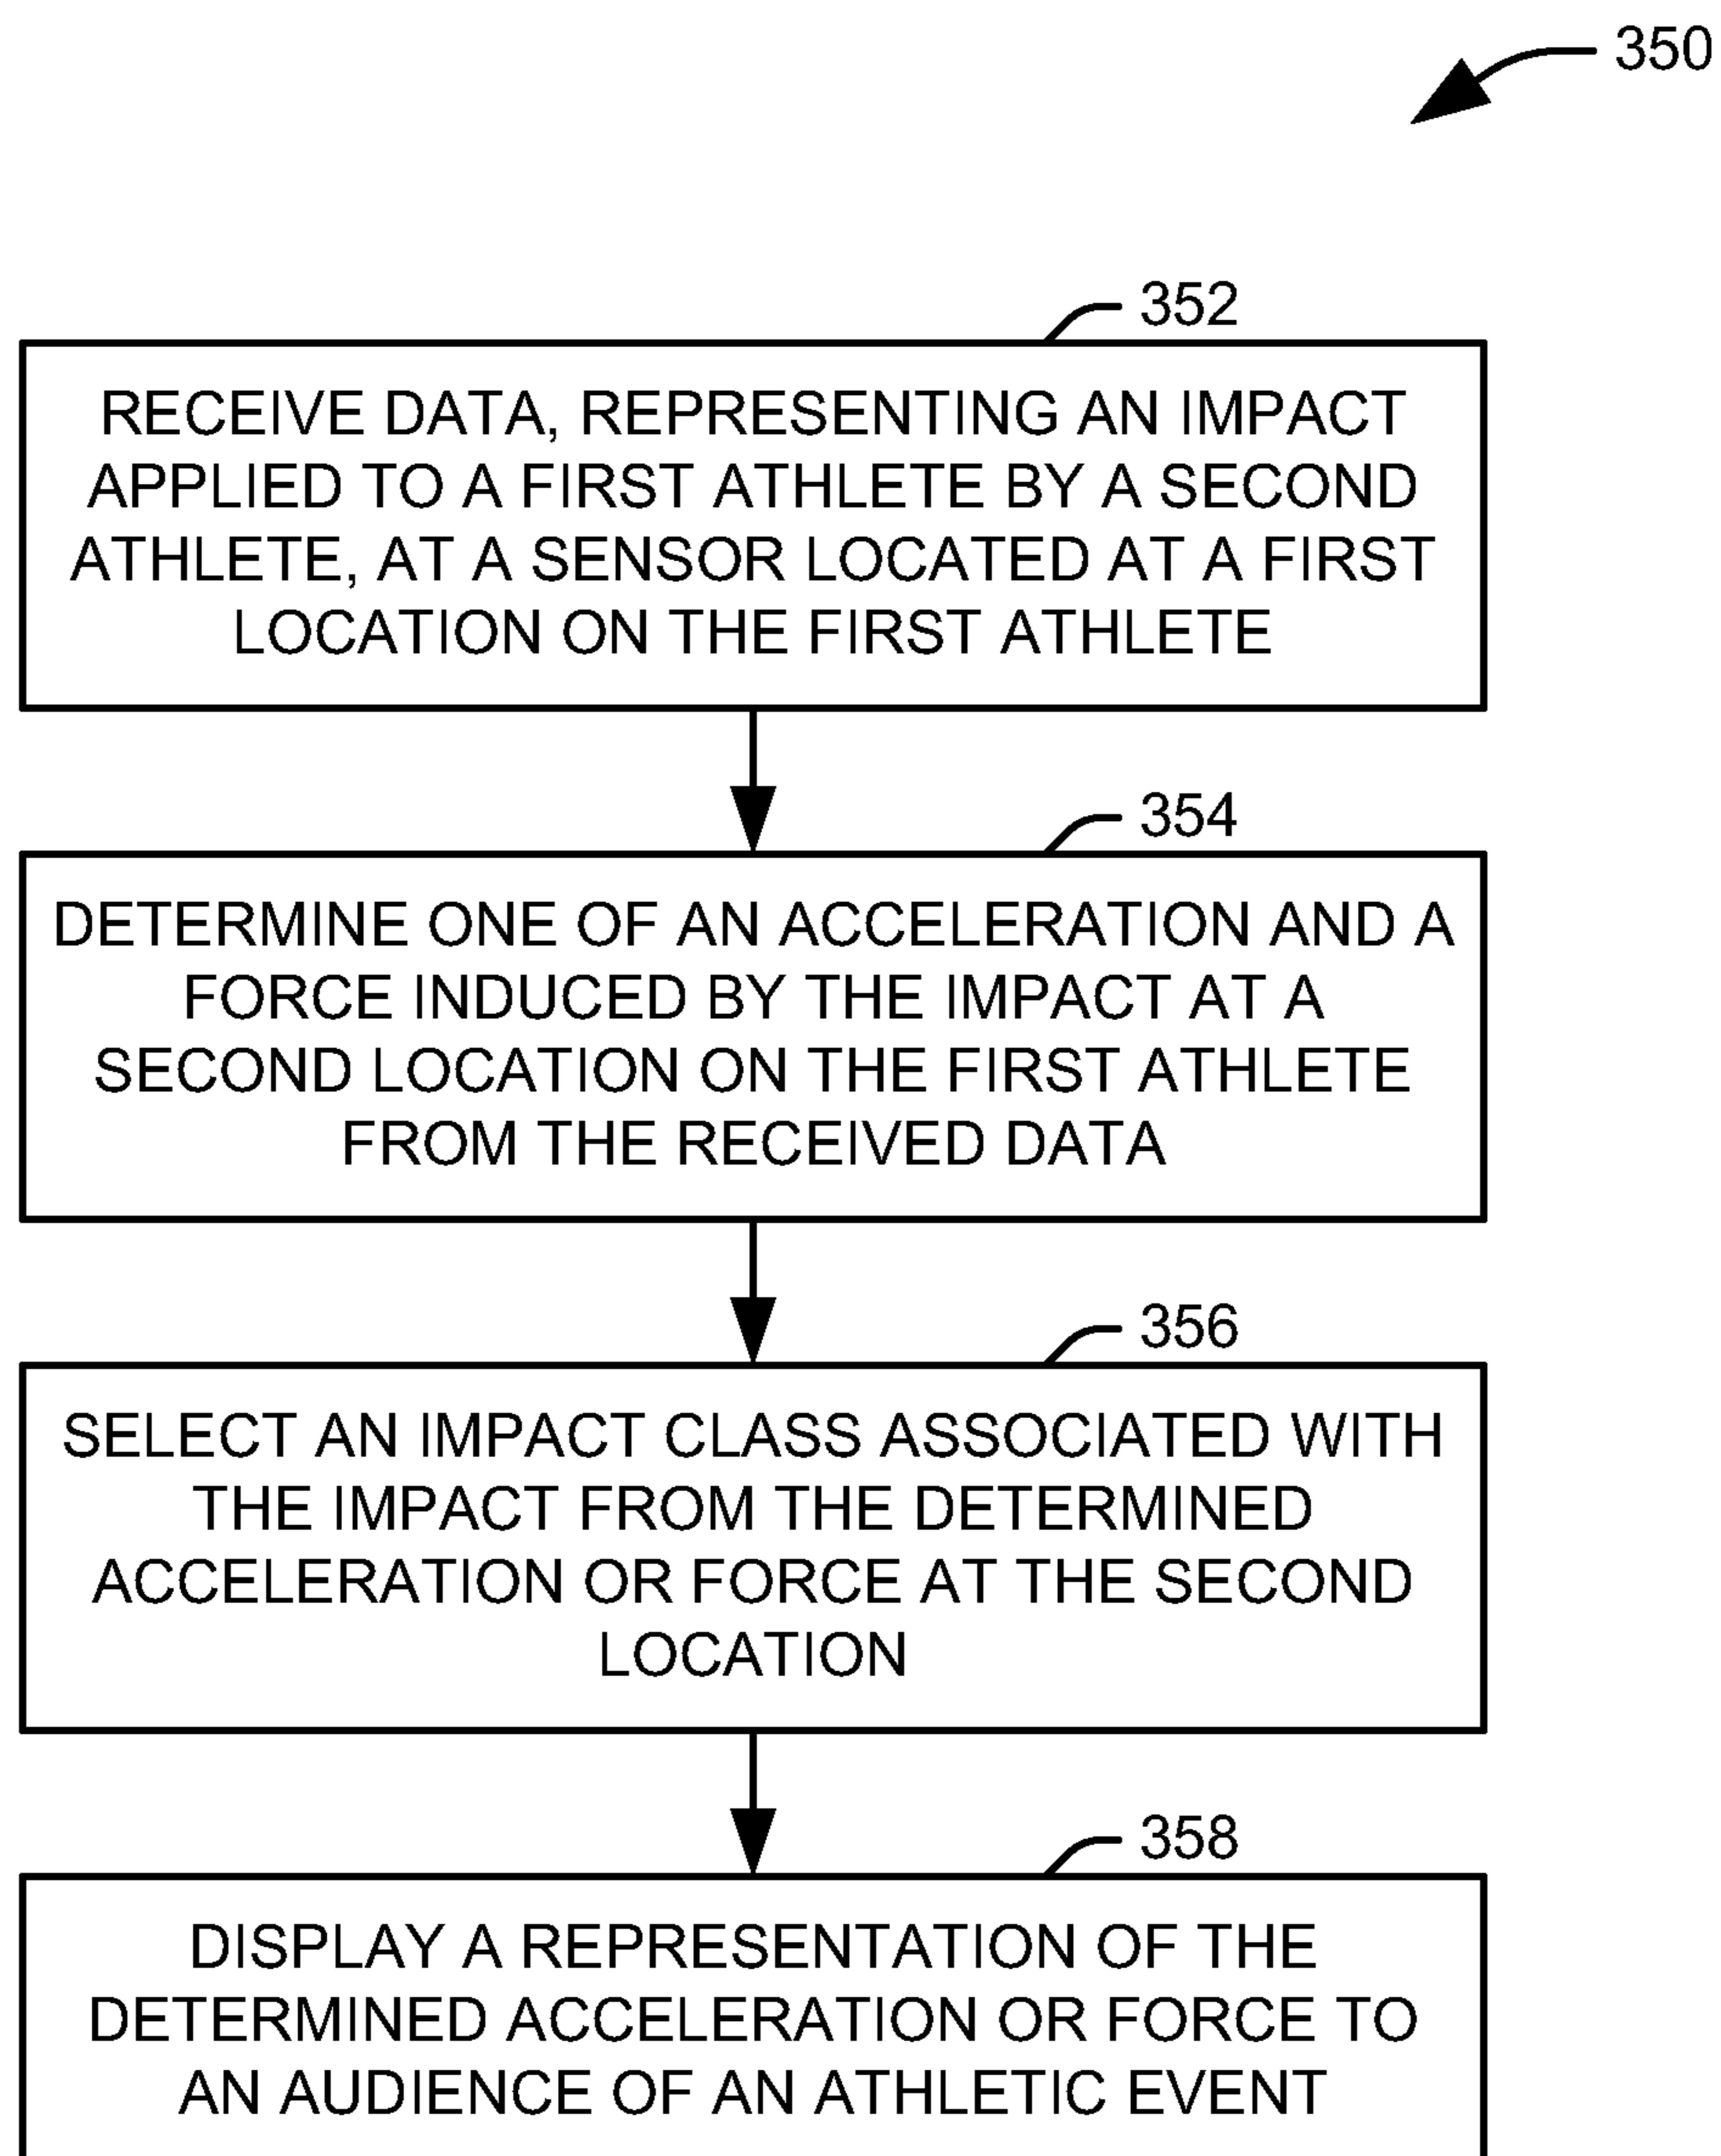 350
352
RECEIVE DATA, REPRESENTING AN IMPACT
APPLIED TO A FIRST ATHLETE BY A SECOND
ATHLETE, AT A SENSOR LOCATED AT A FIRST
LOCATION ON THE FIRST ATHLETE
354
DETERMINE ONE OF AN ACCELERATION AND A
FORCE INDUCED BY THE IMPACT AT A
SECOND LOCATION ON THE FIRST ATHLETE
FROM THE RECEIVED DATA
356
SELECT AN IMPACT CLASS ASSOCIATED WITH
THE IMPACT FROM THE DETERMINED
ACCELERATION OR FORCE AT THE SECOND
LOCATION
358
DISPLAY A REPRESENTATION OF THE
DETERMINED ACCELERATION OR FORCE TO
AN AUDIENCE OF AN ATHLETIC EVENT